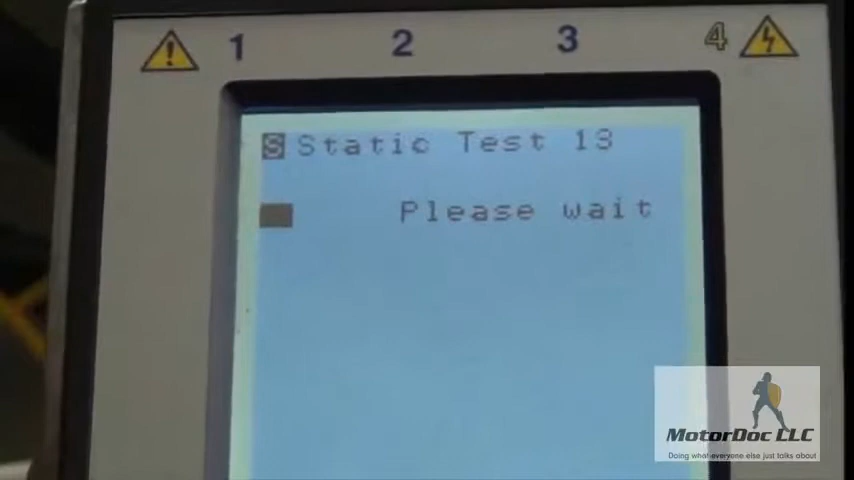 1 2 3 4
S Static Test 13
Please wait
MotorDoc LLC
Doing what everyone else just talks about